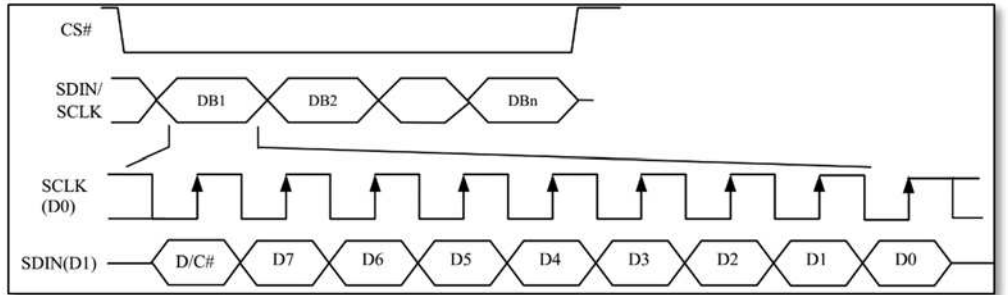 CS#
SDIN/
SCLK
DB1 DB2 DBn
SCLK
(D0)
SDIN(D1) D/C# D7 D6 D5 D4 D3 D2 D1 D0